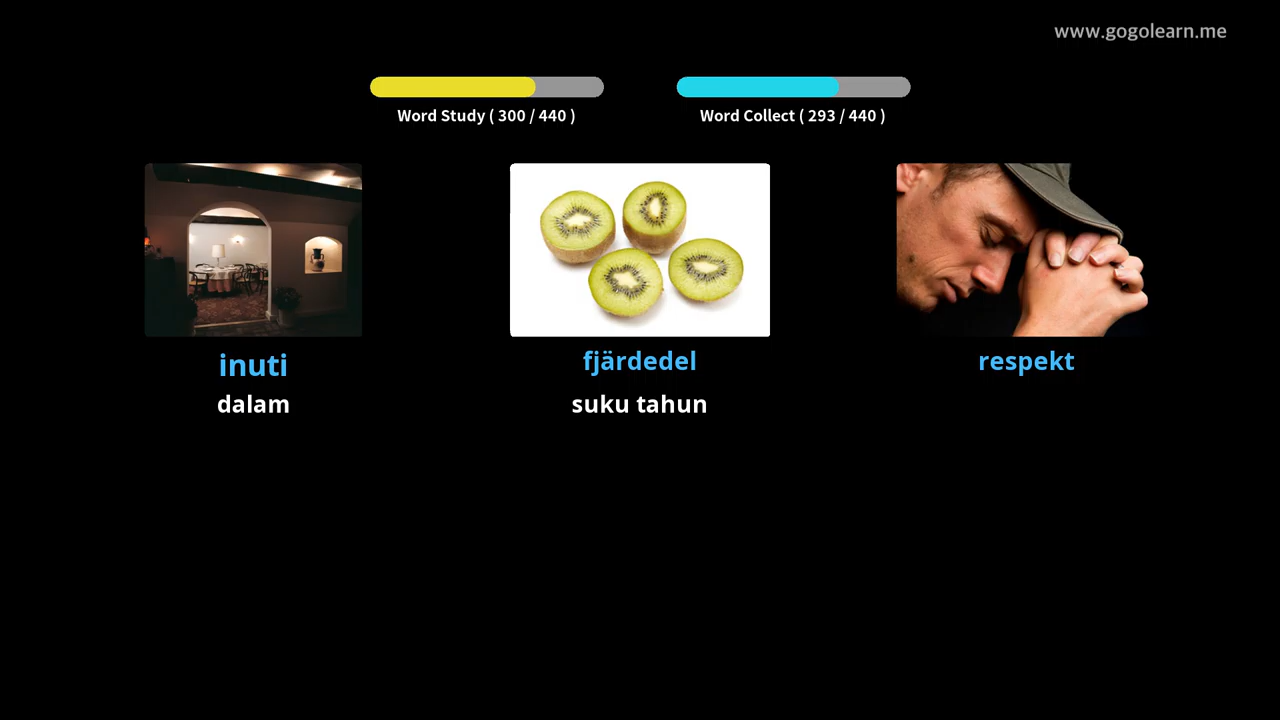 www.gogolearn.me
Word Study ( 300 / 440 )
Word Collect ( 293 / 440 )
inuti
fjärdedel
respekt
dalam
suku tahun